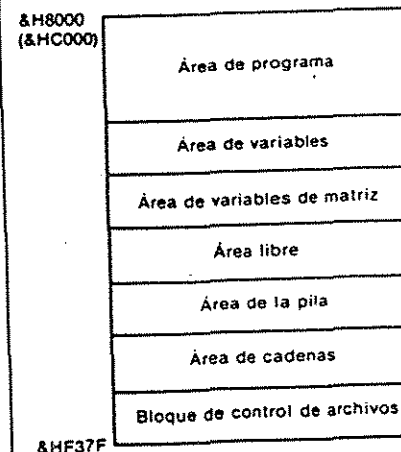 &H8000
(&HC000)
Área de programa
Área de variables
Área de variables de matriz
Área libre
Área de la pila
Área de cadenas
Bloque de control de archivos
&HF37F